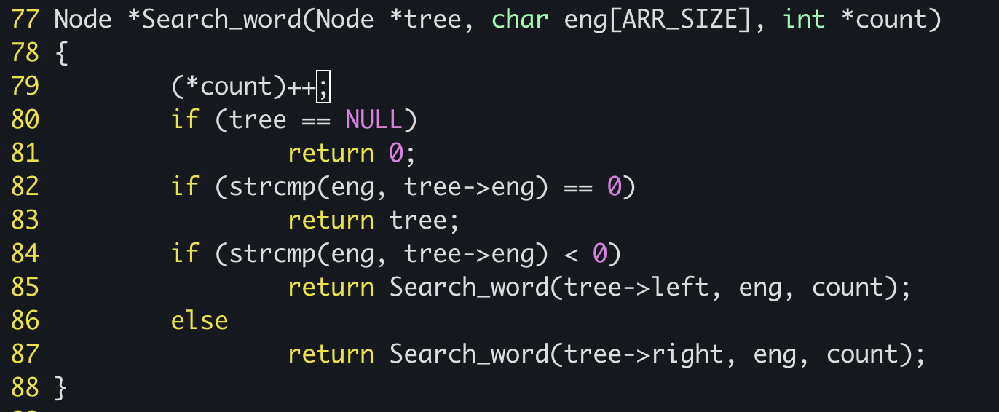 77 Node *Search_word(Node *tree, char eng[ARR_SIZE], int *count)
78 {
79         (*count)++;
80         if (tree == NULL)
81                 return 0;
82         if (strcmp(eng, tree->eng) == 0)
83                 return tree;
84         if (strcmp(eng, tree->eng) < 0)
85                 return Search_word(tree->left, eng, count);
86         else
87                 return Search_word(tree->right, eng, count);
88 }